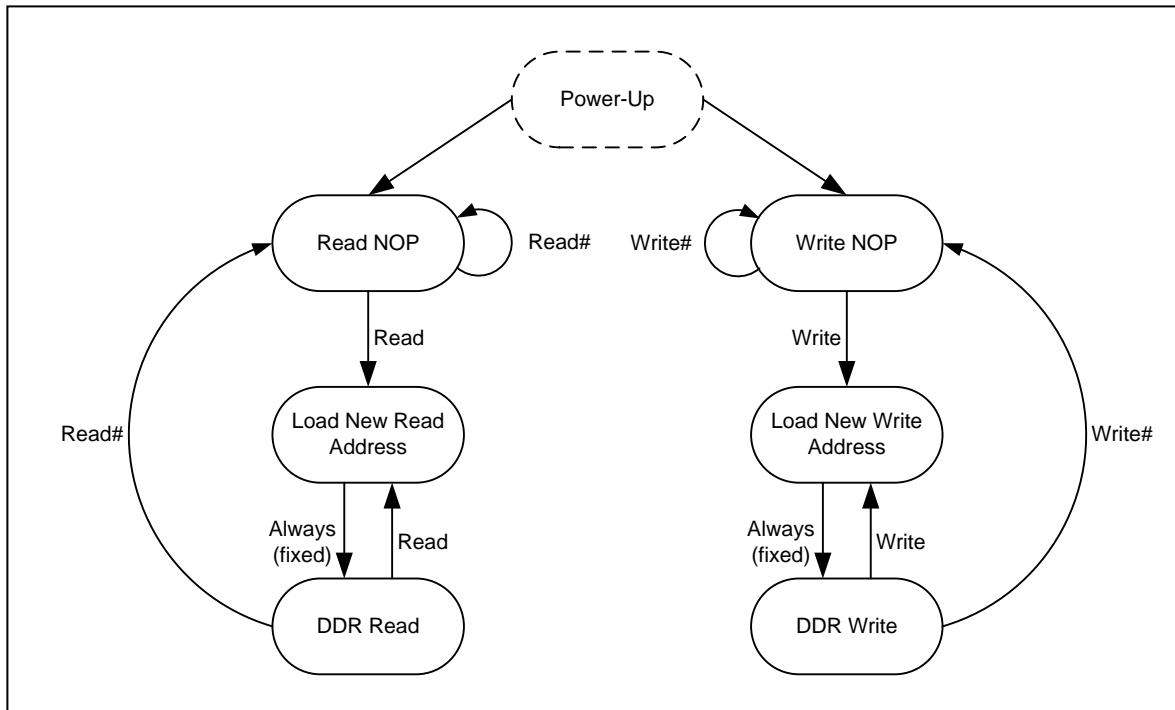 Power-Up
Read NOP
Read#
Write#
Write NOP
Read
Write
Load New Read
Address
Load New Write
Address
Read#
Write#
Always
(fixed)
Read
Always
(fixed)
Write
DDR Read
DDR Write